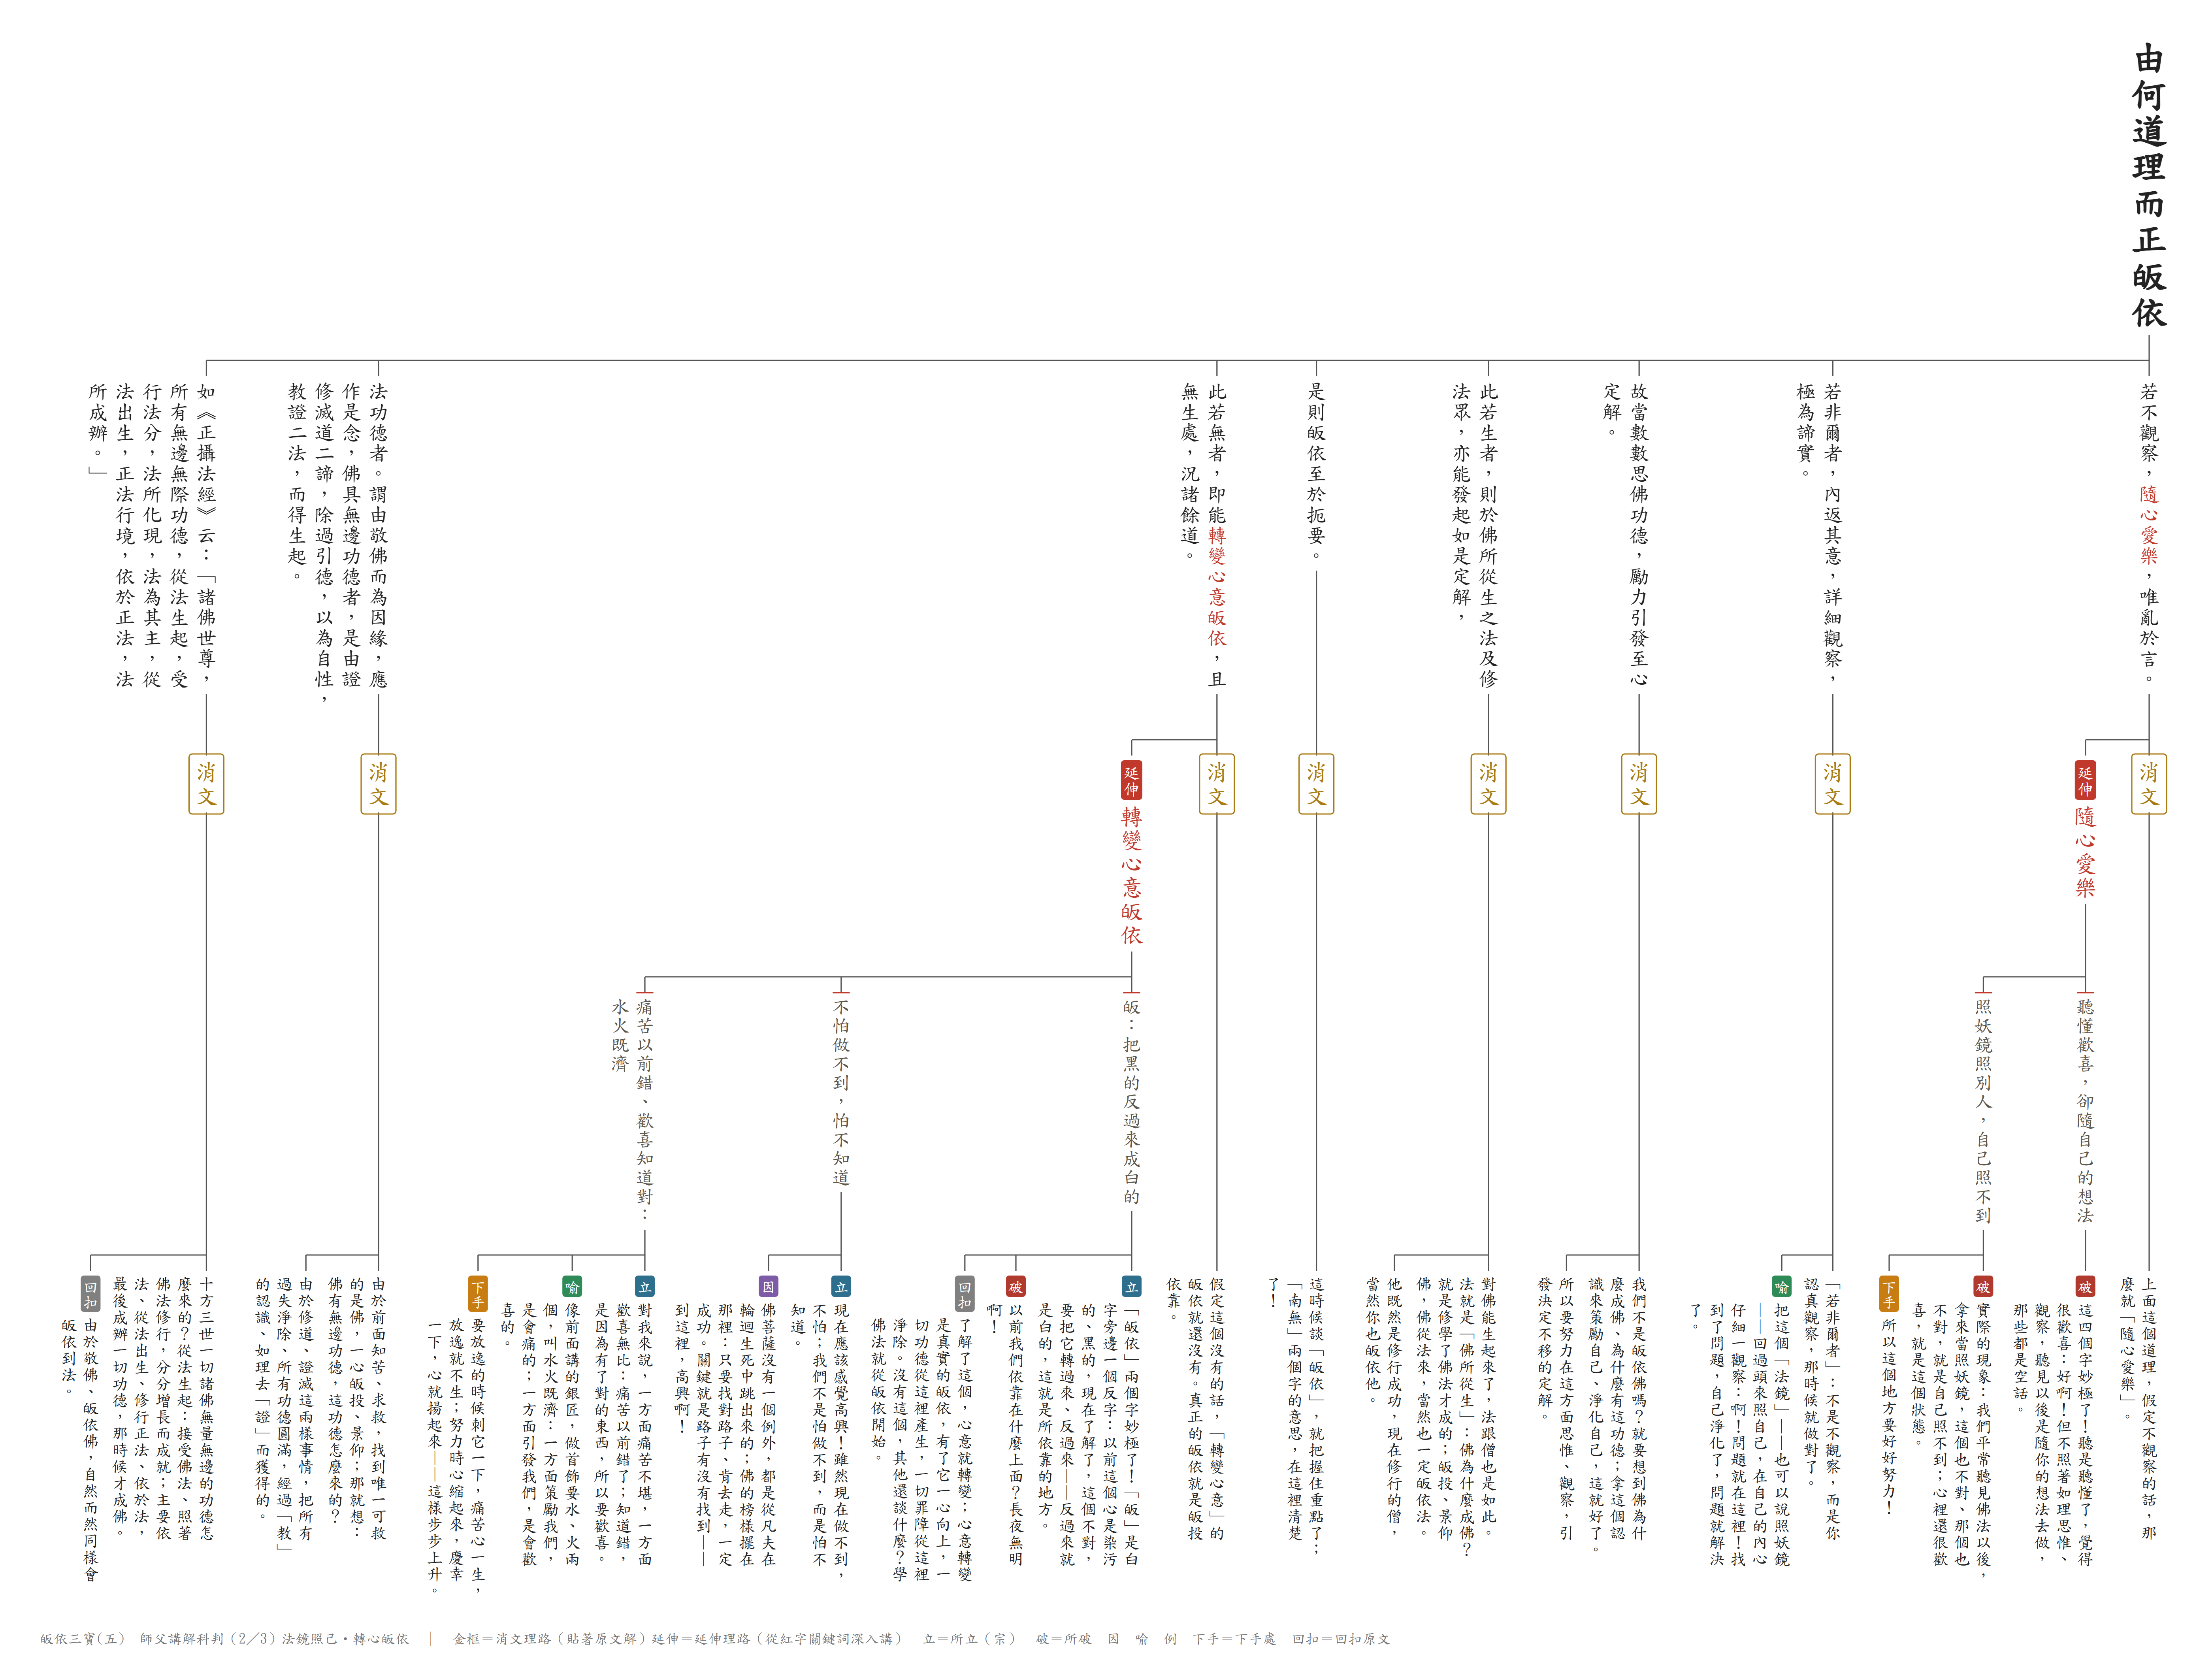 由何道理而正皈依
若不觀察，隨心愛樂，唯亂於言。
若非爾者，內返其意，詳細觀察，
極為諦實。
故當數數思佛功德，勵力引發至心
定解。
此若生者，則於佛所從生之法及修
法眾，亦能發起如是定解，
是則皈依至於扼要。
此若無者，即能轉變心意皈依，且
無生處，況諸餘道。
法功德者。謂由敬佛而為因緣，應
作是念，佛具無邊功德者，是由證
修滅道二諦，除過引德，以為自性，
教證二法，而得生起。
如《正攝法經》云：「諸佛世尊，
所有無邊無際功德，從法生起，受
行法分，法所化現，法為其主，從
法出生，正法行境，依於正法，法
所成辦。」
消文
延伸
隨心愛樂
消文
消文
消文
消文
消文
延伸
轉變心意皈依
消文
消文
聽懂歡喜，卻隨自己的想法
照妖鏡照別人，自己照不到
皈：把黑的反過來成白的
不怕做不到，怕不知道
痛苦以前錯、歡喜知道對：
水火既濟
上面這個道理，假定不觀察的話，那
麼就「隨心愛樂」。
破
這四個字妙極了！聽是聽懂了，覺得
很歡喜：好啊！但不照著如理思惟、
觀察，聽見以後是隨你的想法去做，
那些都是空話。
破
實際的現象：我們平常聽見佛法以後，
拿來當照妖鏡，這個也不對、那個也
不對，就是自己照不到；心裡還很歡
喜，就是這個狀態。
下手
所以這個地方要好好努力！
「若非爾者」：不是不觀察，而是你
認真觀察，那時候就做對了。
喻
把這個「法鏡」——也可以說照妖鏡
——回過頭來照自己，在自己的內心
仔細一觀察：啊！問題就在這裡！找
到了問題，自己淨化了，問題就解決
了。
我們不是皈依佛嗎？就要想到佛為什
麼成佛、為什麼有這功德；拿這個認
識來策勵自己、淨化自己，這就好了。
所以要努力在這方面思惟、觀察，引
發決定不移的定解。
對佛能生起來了，法跟僧也是如此。
法就是「佛所從生」：佛為什麼成佛？
就是修學了佛法才成的；皈投、景仰
佛，佛從法來，當然也一定皈依法。
他既然是修行成功，現在修行的僧，
當然你也皈依他。
這時候談「皈依」，就把握住重點了；
「南無」兩個字的意思，在這裡清楚
了！
假定這個沒有的話，「轉變心意」的
皈依就還沒有。真正的皈依就是皈投
依靠。
立
「皈依」兩個字妙極了！「皈」是白
字旁邊一個反字：以前這個心是染污
的、黑的，現在了解了，這個不對，
要把它轉過來、反過來——反過來就
是白的，這就是所依靠的地方。
破
以前我們依靠在什麼上面？長夜無明
啊！
回扣
了解了這個，心意就轉變；心意轉變
是真實的皈依，有了它一心向上，一
切功德從這裡產生，一切罪障從這裡
淨除。沒有這個，其他還談什麼？學
佛法就從皈依開始。
立
現在應該感覺高興！雖然現在做不到，
不怕；我們不是怕做不到，而是怕不
知道。
因
佛菩薩沒有一個例外，都是從凡夫在
輪迴生死中跳出來的；佛的榜樣擺在
那裡：只要找對路子、肯去走，一定
成功。關鍵就是路子有沒有找到——
到這裡，高興啊！
立
對我來說，一方面痛苦不堪，一方面
歡喜無比：痛苦以前錯了；知道錯，
是因為有了對的東西，所以要歡喜。
喻
像前面講的銀匠，做首飾要水、火兩
個，叫水火既濟：一方面策勵我們，
是會痛的；一方面引發我們，是會歡
喜的。
下手
要放逸的時候刺它一下，痛苦心一生，
放逸就不生；努力時心縮起來，慶幸
一下，心就揚起來——這樣步步上升。
由於前面知苦、求救，找到唯一可救
的是佛，一心皈投、景仰；那就想：
佛有無邊功德，這功德怎麼來的？
由於修道、證滅這兩樣事情，把所有
過失淨除、所有功德圓滿，經過「教」
的認識、如理去「證」而獲得的。
十方三世一切諸佛無量無邊的功德怎
麼來的？從法生起：接受佛法、照著
佛法修行，分分增長而成就；主要依
法、從法出生、修行正法、依於法，
最後成辦一切功德，那時候才成佛。
回扣
由於敬佛、皈依佛，自然而然同樣會
皈依到法。
皈依三寶（五）　師父講解科判（2／3）法鏡照己・轉心皈依　｜　金框＝消文理路（貼著原文解）延伸＝延伸理路（從紅字關鍵詞深入講）　立＝所立（宗）　破＝所破　因　喻　例　下手＝下手處　回扣＝回扣原文